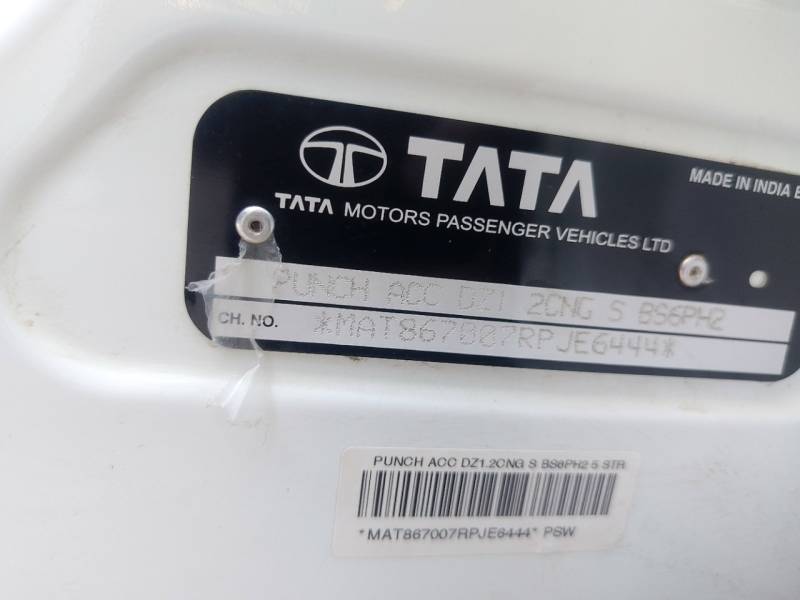 TATA
MADE IN INDIA
TATA MOTORS PASSENGER VEHICLES LTD
PUNCH ACC DZ1.2CNG S BS6PH2
CH. NO. *MAT867007RPJE6444*
PUNCH ACC DZ1.2CNG S BS6PH2 5 STR
*MAT867007RPJE6444* PSW